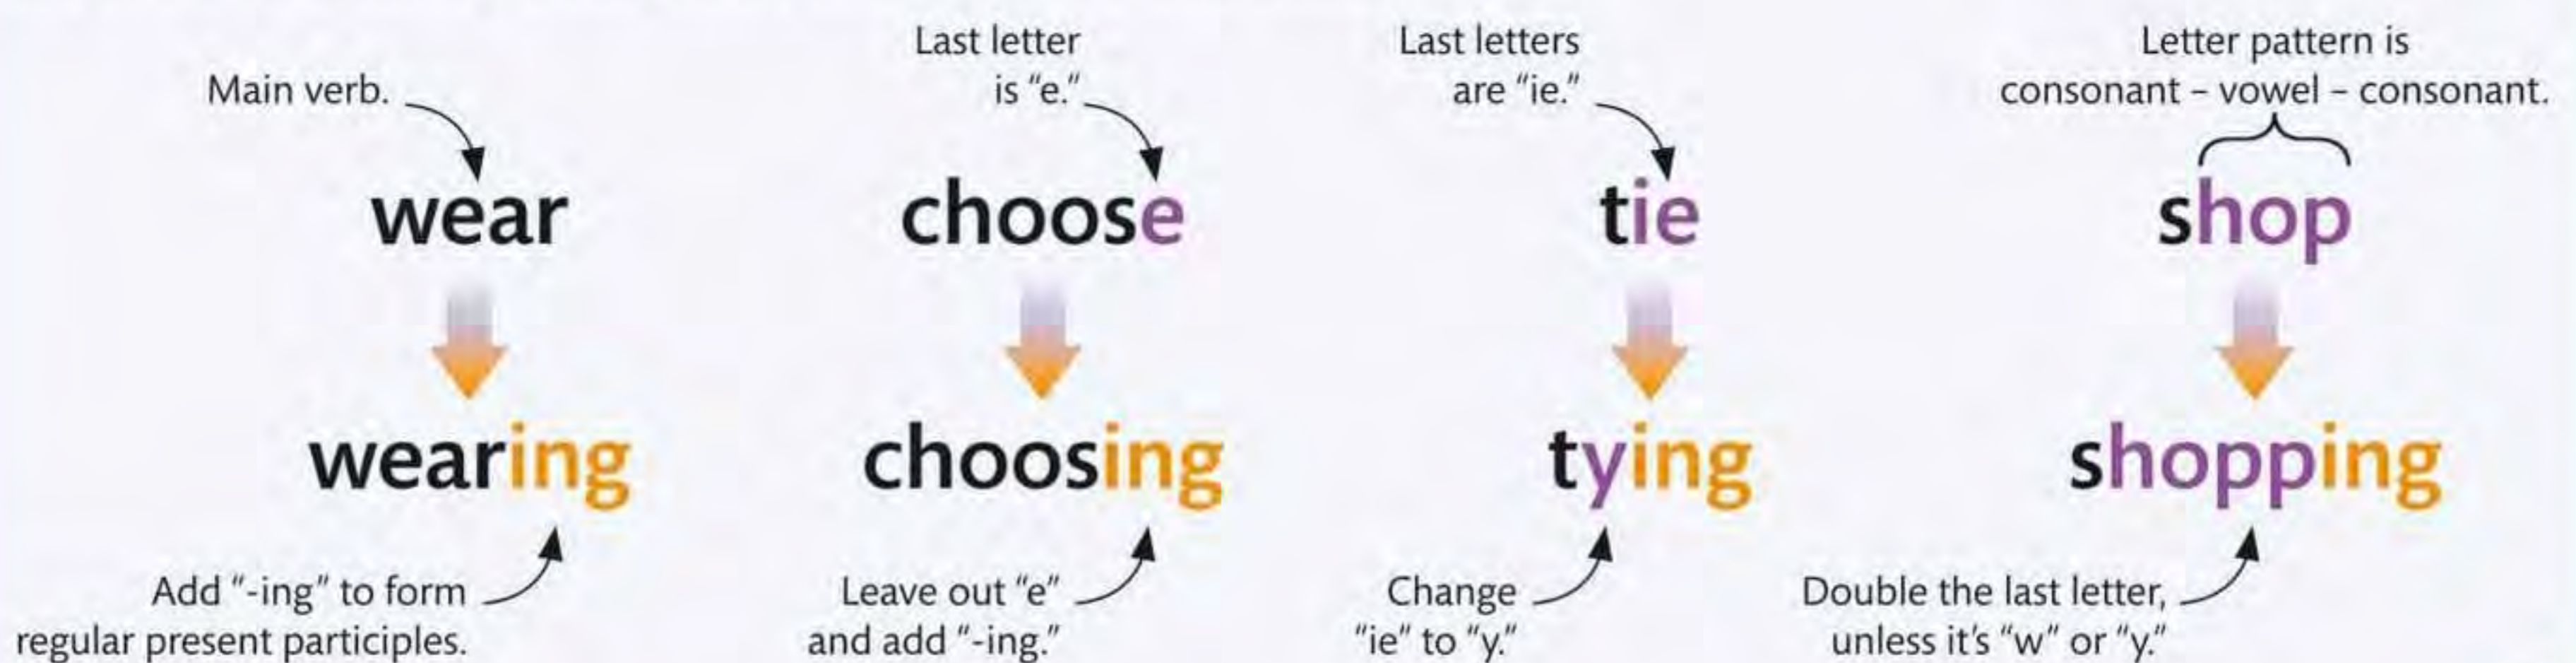 Main verb.
wear
wearing
Add "-ing" to form
regular present participles.
Last letter
is "e."
choose
choosing
Leave out "e"
and add "-ing."
Last letters
are "ie."
tie
tying
Change
"ie" to "y."
Letter pattern is
consonant – vowel – consonant.
shop
shopping
Double the last letter,
unless it's "w" or "y."